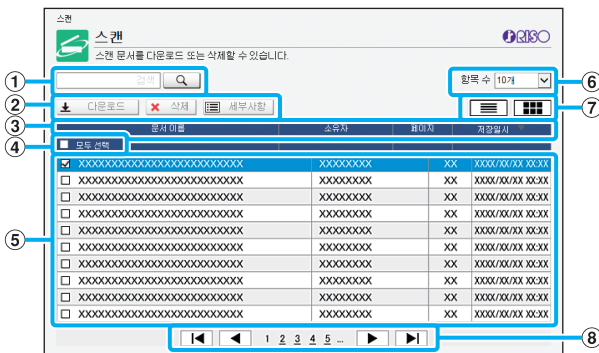 스캔
스캔
RISO
스캔 문서를 다운로드 또는 삭제할 수 있습니다.
① 검색 항목 수 10개 ⑥
② 다운로드 삭제 세부사항 ⑦
③ 문서 이름 소유자 페이지 저장일시
④ 모두 선택
XXXXXXXXXXXXXXXXXXXXXXXXX XXXXXXXX XX XXXX/XX/XX XX:XX
XXXXXXXXXXXXXXXXXXXXXXXXX XXXXXXXX XX XXXX/XX/XX XX:XX
XXXXXXXXXXXXXXXXXXXXXXXXX XXXXXXXX XX XXXX/XX/XX XX:XX
XXXXXXXXXXXXXXXXXXXXXXXXX XXXXXXXX XX XXXX/XX/XX XX:XX
⑤ XXXXXXXXXXXXXXXXXXXXXXXXX XXXXXXXX XX XXXX/XX/XX XX:XX
XXXXXXXXXXXXXXXXXXXXXXXXX XXXXXXXX XX XXXX/XX/XX XX:XX
XXXXXXXXXXXXXXXXXXXXXXXXX XXXXXXXX XX XXXX/XX/XX XX:XX
XXXXXXXXXXXXXXXXXXXXXXXXX XXXXXXXX XX XXXX/XX/XX XX:XX
XXXXXXXXXXXXXXXXXXXXXXXXX XXXXXXXX XX XXXX/XX/XX XX:XX
XXXXXXXXXXXXXXXXXXXXXXXXX XXXXXXXX XX XXXX/XX/XX XX:XX
1 2 3 4 5 ... ⑧